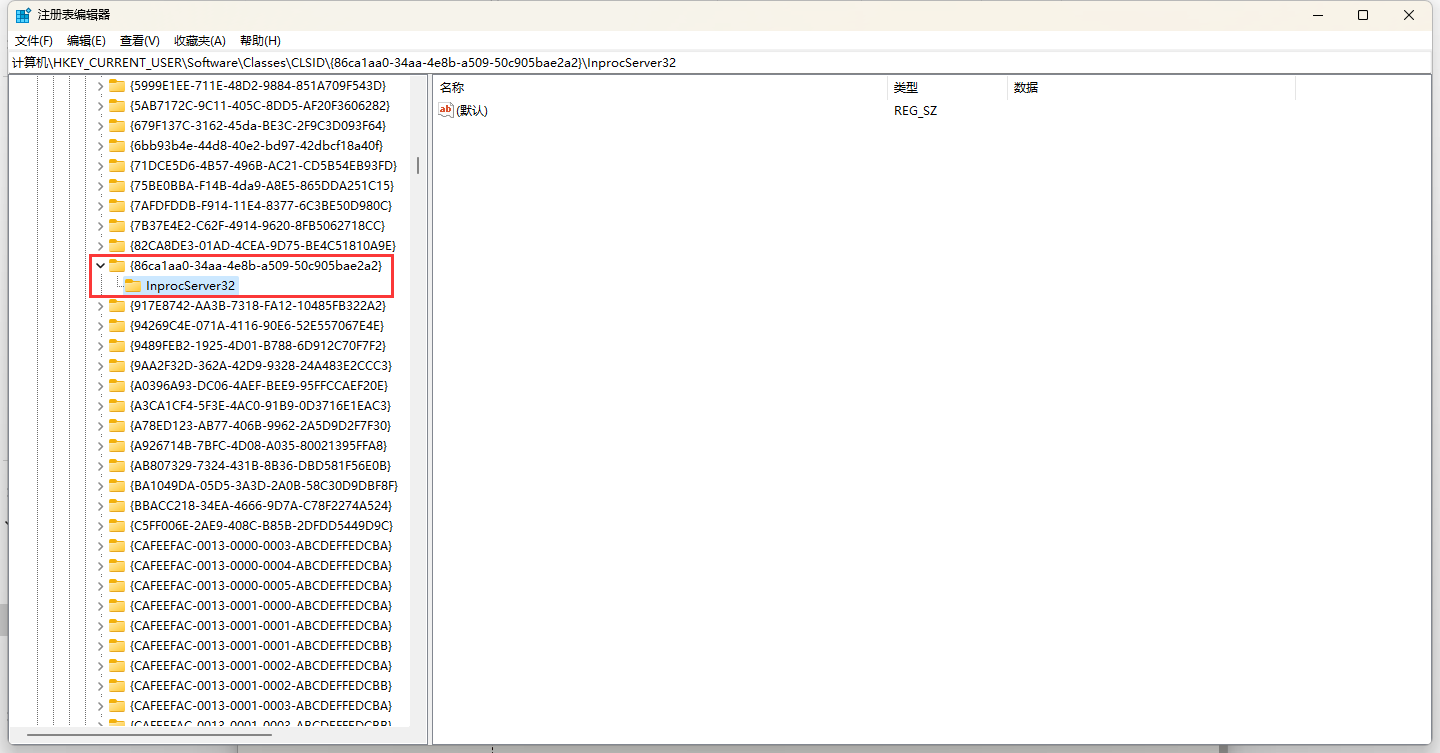 注册表编辑器
文件(F) 编辑(E) 查看(V) 收藏夹(A) 帮助(H)
计算机\HKEY_CURRENT_USER\Software\Classes\CLSID\{86ca1aa0-34aa-4e8b-a509-50c905bae2a2}\InprocServer32
{5999E1EE-711E-48D2-9884-851A709F543D}
{5AB7172C-9C11-405C-8DD5-AF20F3606282}
{679F137C-3162-45da-BE3C-2F9C3D093F64}
{6bb93b4e-44d8-40e2-bd97-42dbcf18a40f}
{71DCE5D6-4B57-496B-AC21-CD5B54EB93FD}
{75BE0BBA-F14B-4da9-A8E5-865DDA251C15}
{7AFDFDDB-F914-11E4-8377-6C3BE50D980C}
{7B37E4E2-C62F-4914-9620-8FB5062718CC}
{82CA8DE3-01AD-4CEA-9D75-BE4C51810A9E}
{86ca1aa0-34aa-4e8b-a509-50c905bae2a2}
InprocServer32
{917E8742-AA3B-7318-FA12-10485FB322A2}
{94269C4E-071A-4116-90E6-52E557067E4E}
{9489FEB2-1925-4D01-B788-6D912C70F7F2}
{9AA2F32D-362A-42D9-9328-24A483E2CCC3}
{A0396A93-DC06-4AEF-BEE9-95FFCCAEF20E}
{A3CA1CF4-5F3E-4AC0-91B9-0D3716E1EAC3}
{A78ED123-AB77-406B-9962-2A5D9D2F7F30}
{A926714B-7BFC-4D08-A035-80021395FFA8}
{AB807329-7324-431B-8B36-DBD581F56E0B}
{BA1049DA-05D5-3A3D-2A0B-58C30D9DBF8F}
{BBACC218-34EA-4666-9D7A-C78F2274A524}
{C5FF006E-2AE9-408C-B85B-2DFDD5449D9C}
{CAFEEFAC-0013-0000-0003-ABCDEFFEDCBA}
{CAFEEFAC-0013-0000-0004-ABCDEFFEDCBA}
{CAFEEFAC-0013-0000-0005-ABCDEFFEDCBA}
{CAFEEFAC-0013-0001-0000-ABCDEFFEDCBA}
{CAFEEFAC-0013-0001-0001-ABCDEFFEDCBA}
{CAFEEFAC-0013-0001-0001-ABCDEFFEDCBB}
{CAFEEFAC-0013-0001-0002-ABCDEFFEDCBA}
{CAFEEFAC-0013-0001-0002-ABCDEFFEDCBB}
{CAFEEFAC-0013-0001-0003-ABCDEFFEDCBA}
{CAFEEFAC-0013-0001-0003-ABCDEFFEDCBB}
名称 类型 数据
ab (默认) REG_SZ